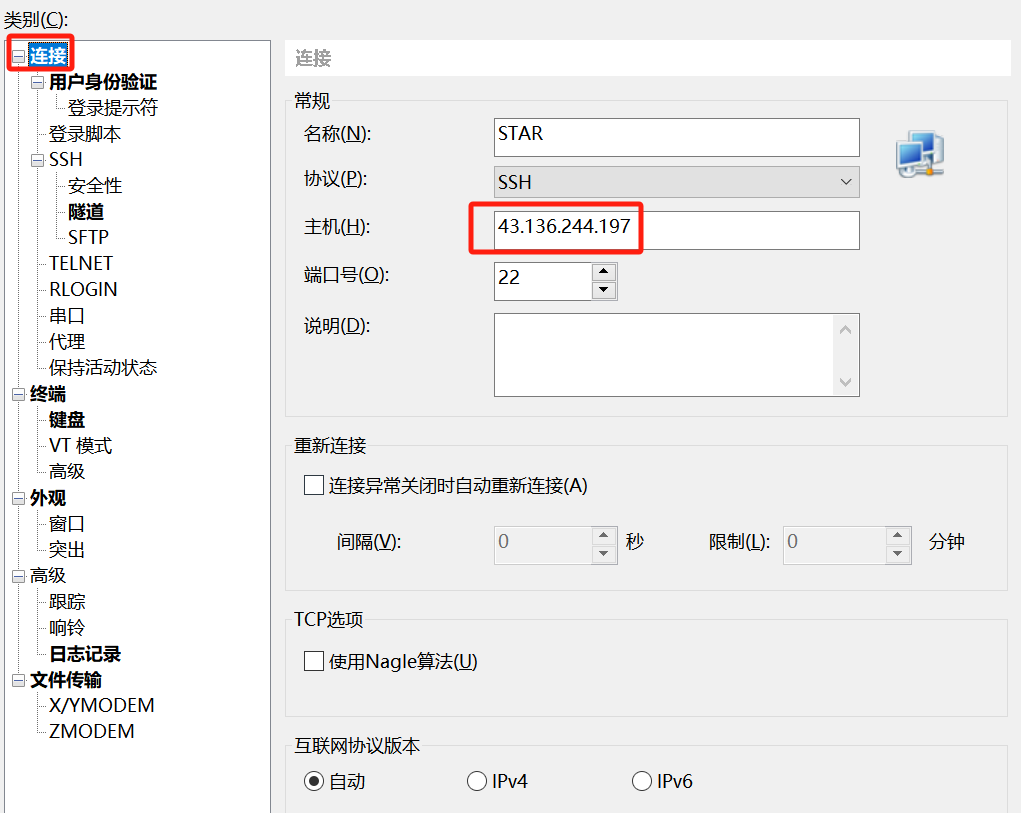 类别(C):
连接
用户身份验证
登录提示符
登录脚本
SSH
安全性
隧道
SFTP
TELNET
RLOGIN
串口
代理
保持活动状态
终端
键盘
VT 模式
高级
外观
窗口
突出
高级
跟踪
响铃
日志记录
文件传输
X/YMODEM
ZMODEM
连接
常规
名称(N): STAR
协议(P): SSH
主机(H): 43.136.244.197
端口号(O): 22
说明(D):
重新连接
连接异常关闭时自动重新连接(A)
间隔(V): 0 秒 限制(L): 0 分钟
TCP选项
使用Nagle算法(U)
互联网协议版本
自动 IPv4 IPv6